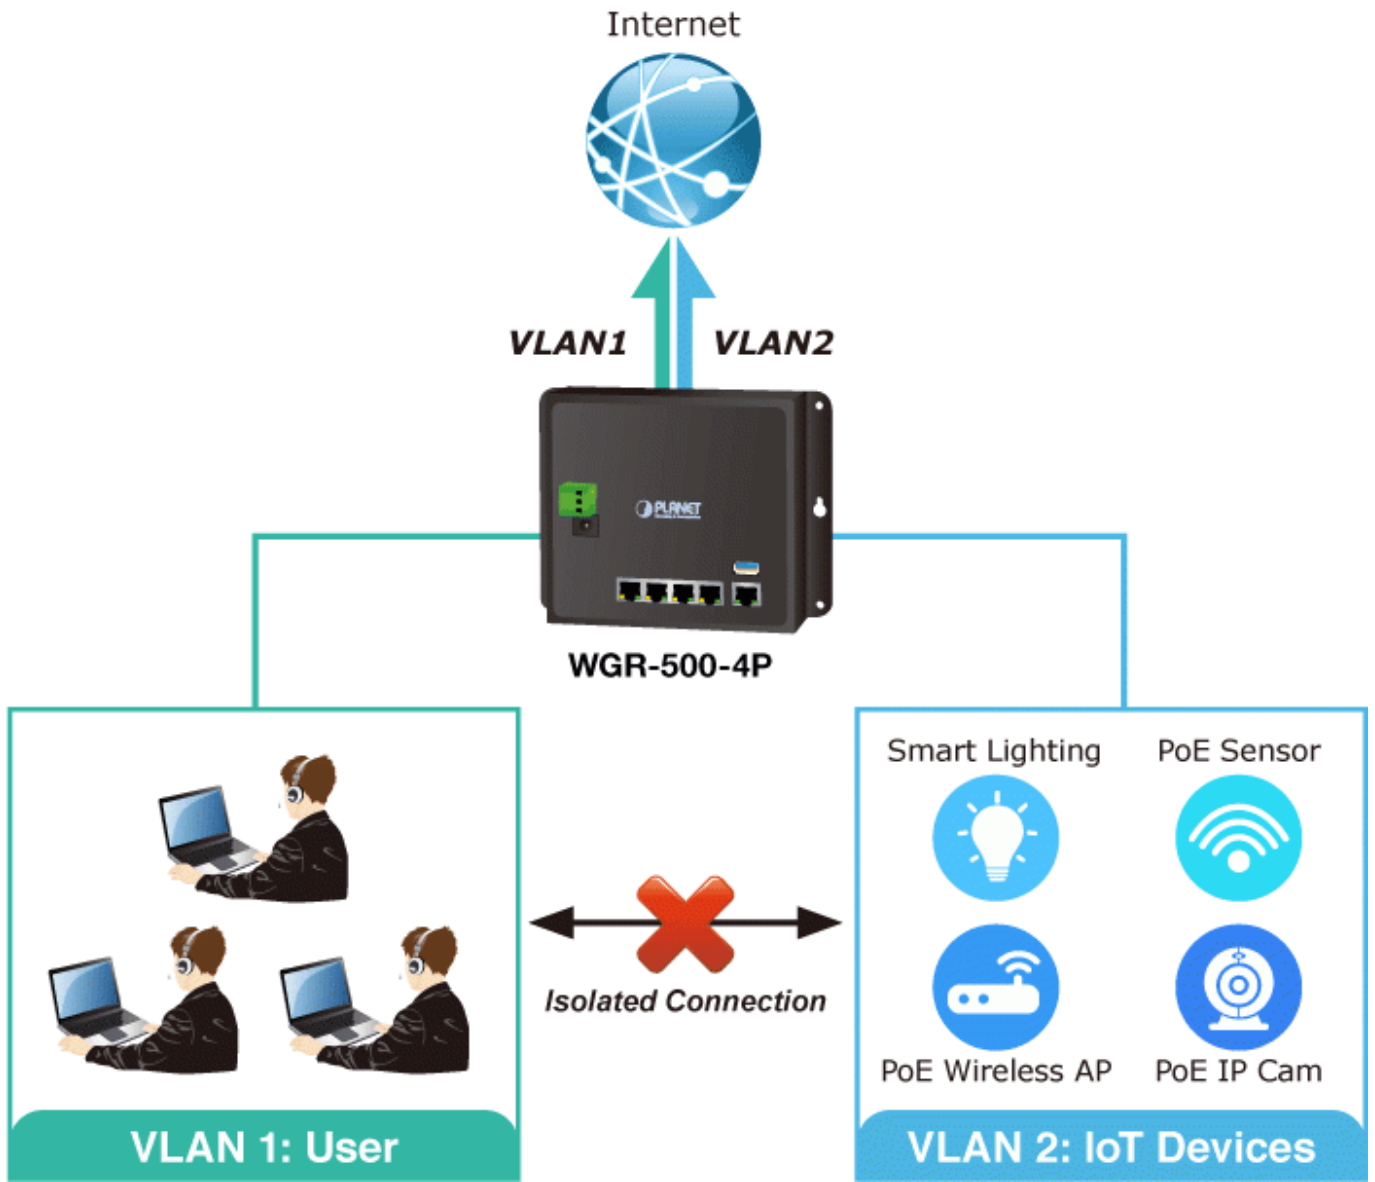 Internet
VLAN1
VLAN2
PLANET
WGR-500-4P
Smart Lighting
PoE Sensor
Isolated Connection
PoE Wireless AP
PoE IP Cam
VLAN 1: User
VLAN 2: IoT Devices